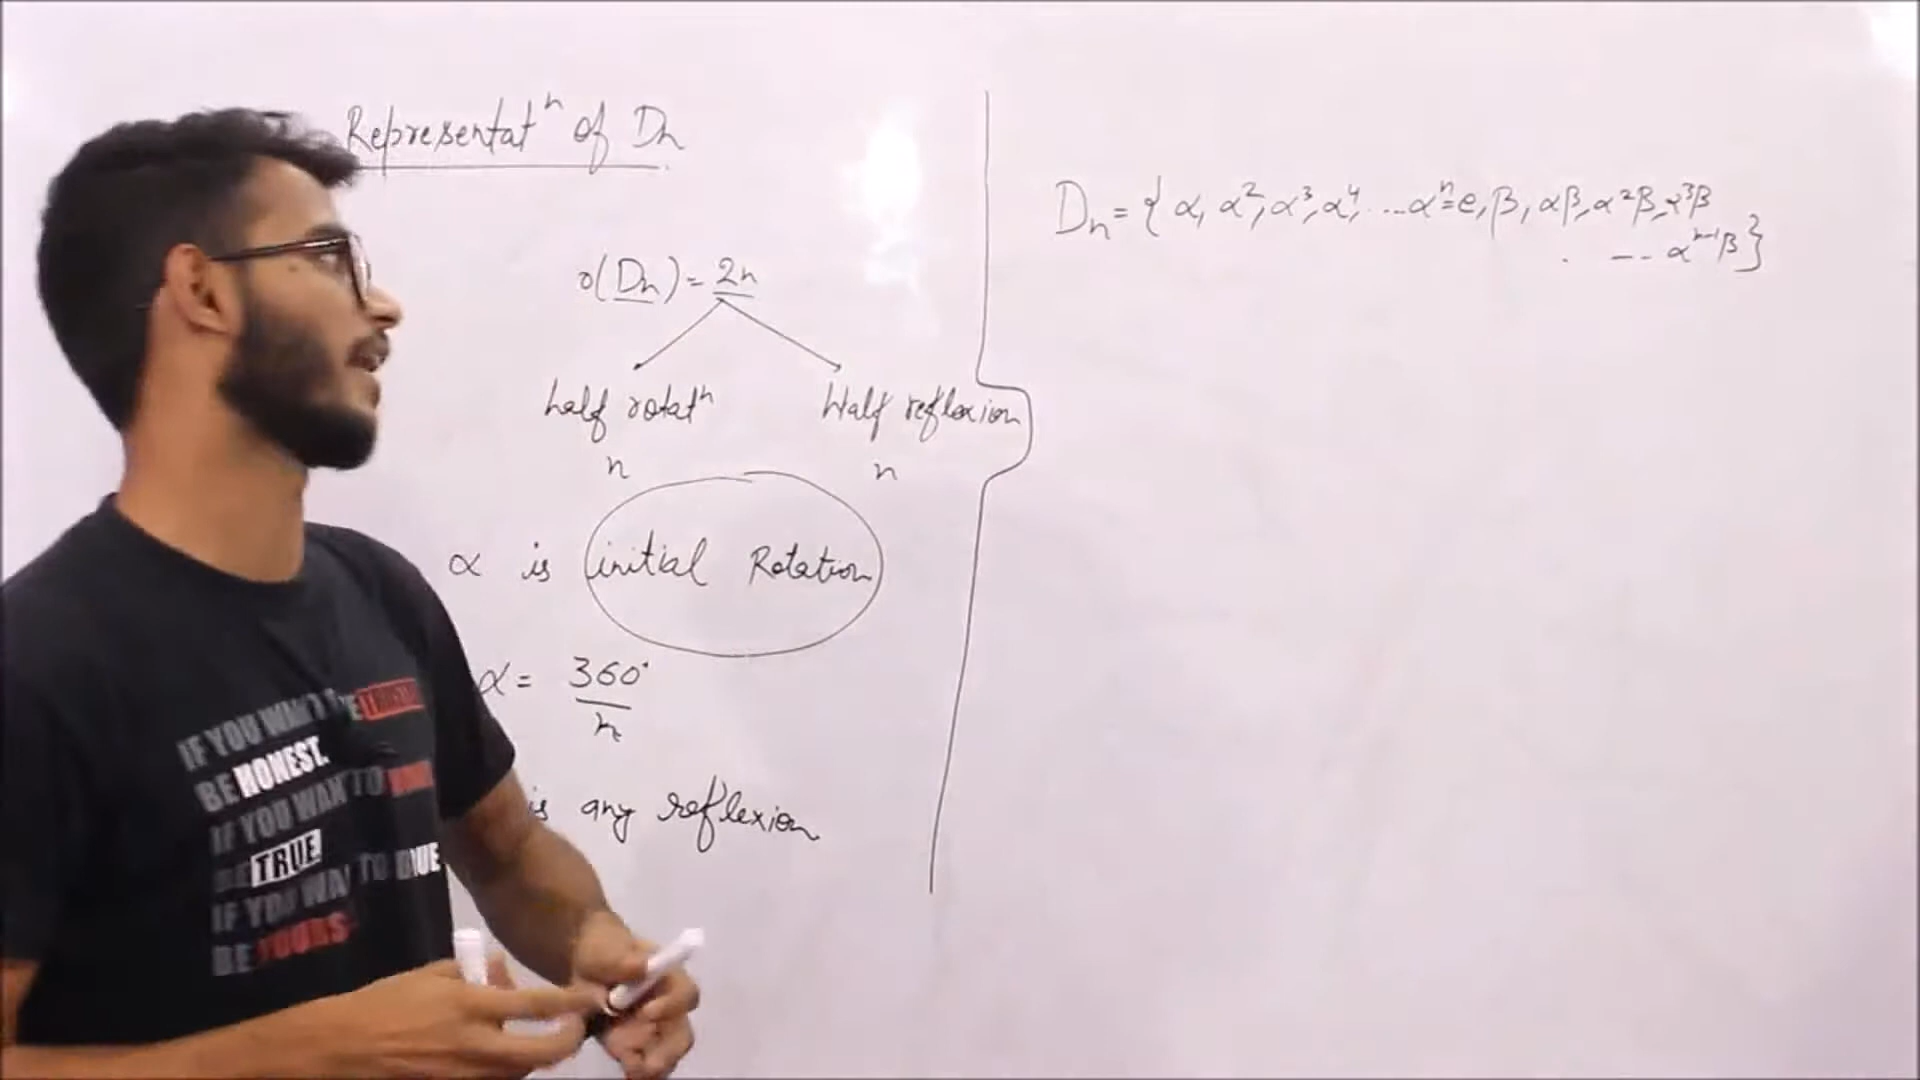 Representatⁿ of Dn
o(Dn) = 2n
half rotatⁿ Half reflexion
n n
α is initial Rotation
α = 360°
n
is any reflexion
Dn = { α, α², α³, α⁴, ... αⁿ=e, β, αβ, α²β, α³β
. --- αⁿ⁻¹β }
IF YOU WANT
BE HONEST.
IF YOU WANT TO
BE TRUE.
IF YOU WA TO
BE YOURS